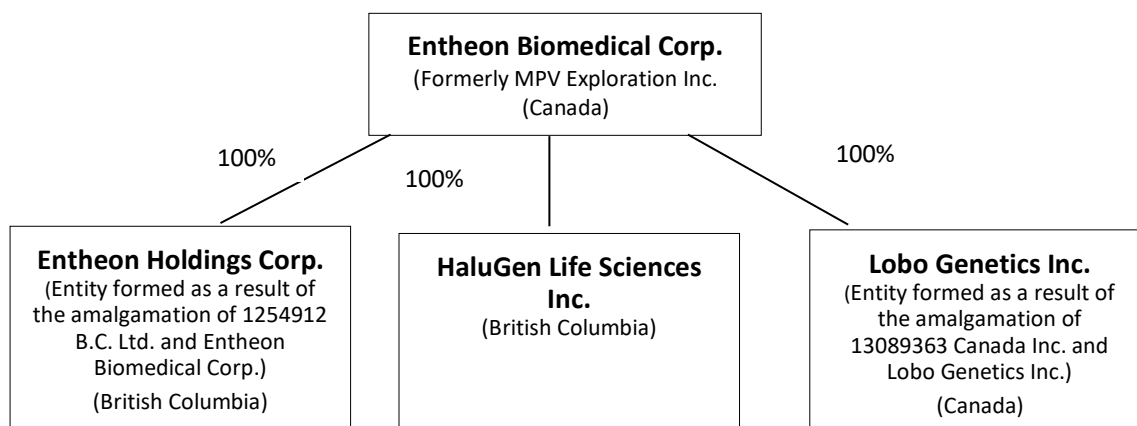 Entheon Biomedical Corp.
(Formerly MPV Exploration Inc.
(Canada)
100%
100%
100%
Entheon Holdings Corp.
(Entity formed as a result of
the amalgamation of 1254912
B.C. Ltd. and Entheon
Biomedical Corp.)
(British Columbia)
HaluGen Life Sciences
Inc.
(British Columbia)
Lobo Genetics Inc.
(Entity formed as a result of
the amalgamation of
13089363 Canada Inc. and
Lobo Genetics Inc.)
(Canada)